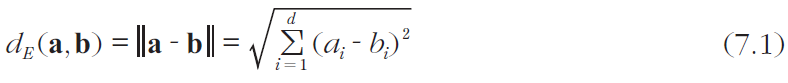 d_E(𝐚,𝐛) = ‖𝐚 - 𝐛‖ = √(∑_{i=1}^{d} (a_i - b_i)^2) (7.1)